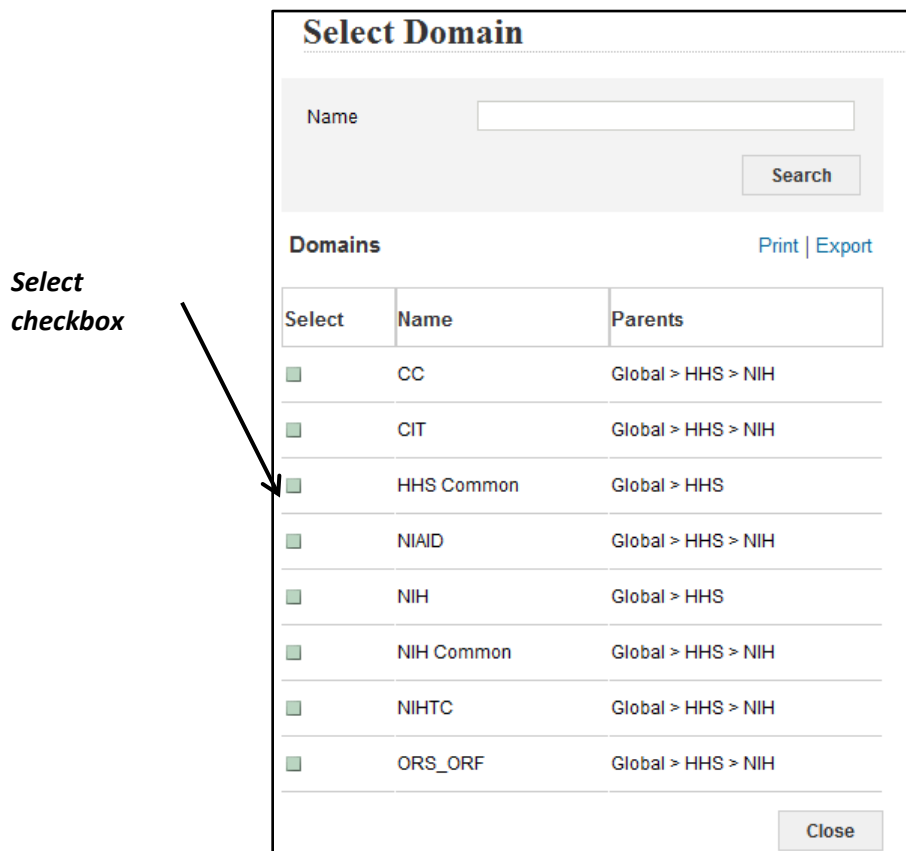 Select Domain
Name
Search
Domains Print | Export
Select
checkbox
Select Name Parents
CC Global > HHS > NIH
CIT Global > HHS > NIH
HHS Common Global > HHS
NIAID Global > HHS > NIH
NIH Global > HHS
NIH Common Global > HHS > NIH
NIHTC Global > HHS > NIH
ORS_ORF Global > HHS > NIH
Close